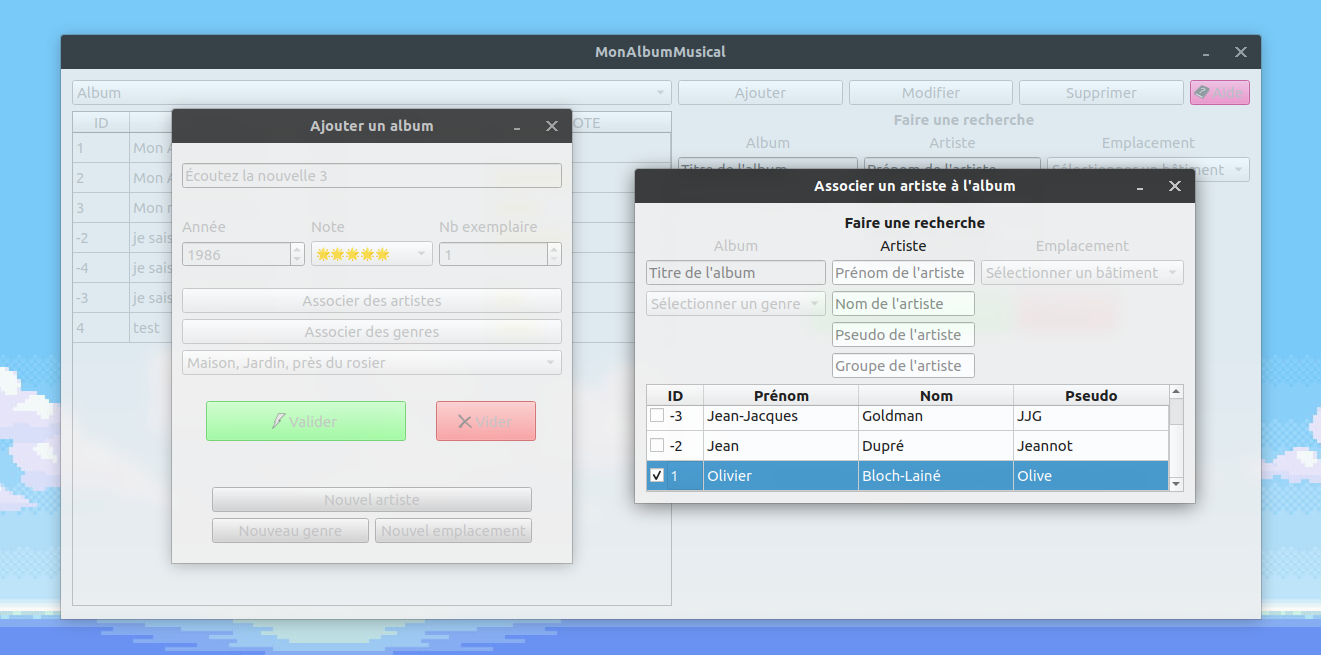 MonAlbumMusical
Album
Ajouter
Modifier
Supprimer
Aide
Faire une recherche
Album
Artiste
Emplacement
Titre de l'album
Prénom de l'artiste
Sélectionner un bâtiment
ID
OTE
1 Mon A
2 Mon A
3 Mon
-2 je sais
-4 je sais
-3 je sais
4 test
Ajouter un album
Écoutez la nouvelle 3
Année
Note
Nb exemplaire
1986
1
Associer des artistes
Associer des genres
Maison, Jardin, près du rosier
Valider
Vider
Nouvel artiste
Nouveau genre
Nouvel emplacement
Associer un artiste à l'album
Faire une recherche
Album
Artiste
Emplacement
Titre de l'album
Prénom de l'artiste
Sélectionner un bâtiment
Sélectionner un genre
Nom de l'artiste
Pseudo de l'artiste
Groupe de l'artiste
ID Prénom Nom Pseudo
-3 Jean-Jacques Goldman JJG
-2 Jean Dupré Jeannot
1 Olivier Bloch-Lainé Olive